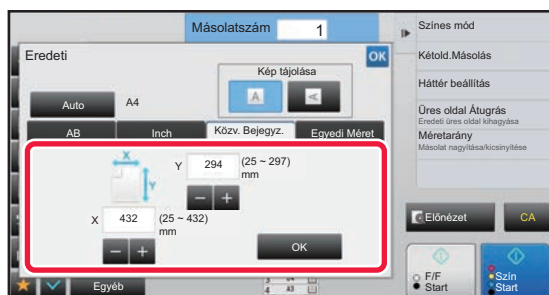 Másolatszám 1
Eredeti OK
Kép tájolása
A A
Auto A4
AB Inch Közv. Bejegyz. Egyedi Méret
X
Y
Y 294 (25 ~ 297)
mm
X 432 (25 ~ 432)
mm
OK
Egyéb
Színes mód
Kétold.Másolás
Háttér beállítás
Üres oldal Átugrás
Eredeti üres oldal kihagyása
Méretarány
Másolat nagyítása/kicsinyítése
Előnézet CA
F/F
Start
Szín
Start